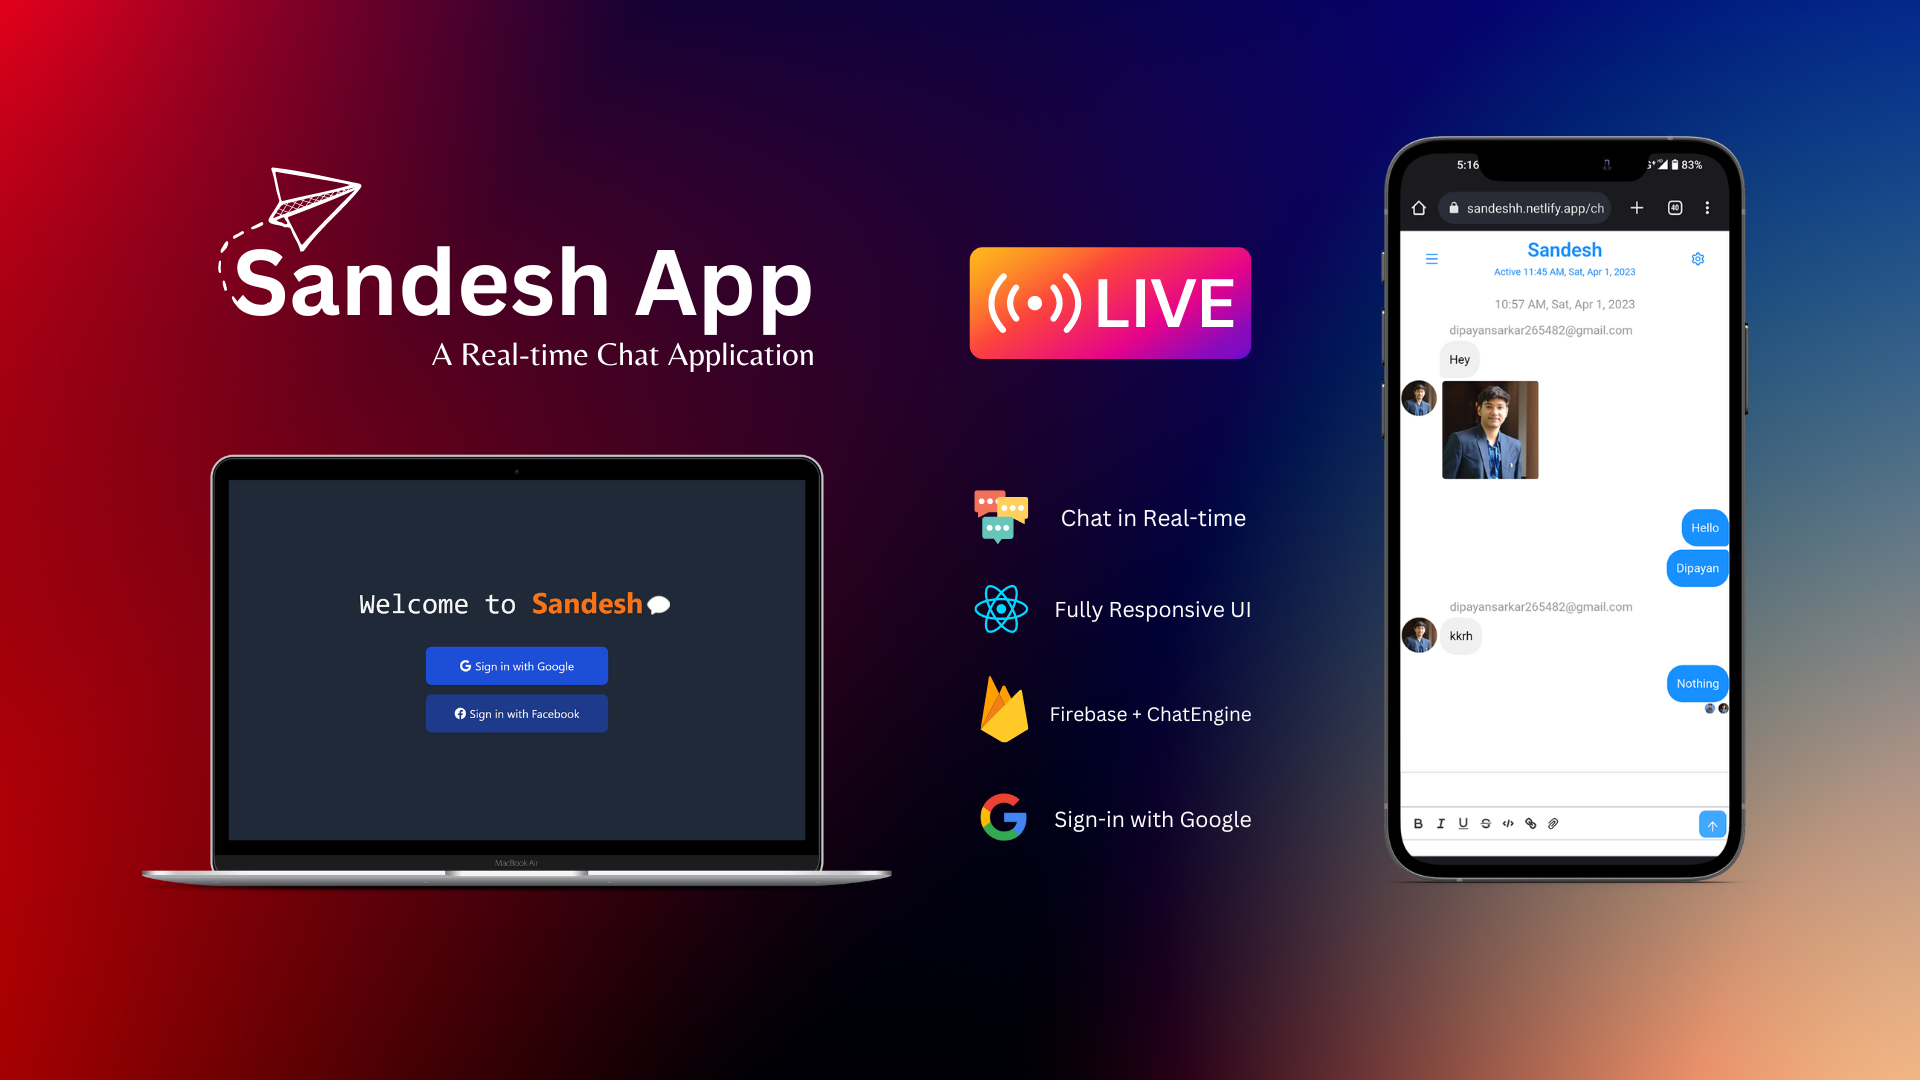 Sandesh App
A Real-time Chat Application
Welcome to Sandesh
Sign in with Google
Sign in with Facebook
MacBook Air
LIVE
Chat in Real-time
Fully Responsive UI
Firebase + ChatEngine
Sign-in with Google
5:16
83%
sandeshh.netlify.app/ch
40
Sandesh
Active 11:45 AM, Sat, Apr 1, 2023
10:57 AM, Sat, Apr 1, 2023
dipayansarkar265482@gmail.com
Hey
Hello
Dipayan
dipayansarkar265482@gmail.com
kkrh
Nothing
B I U S </>